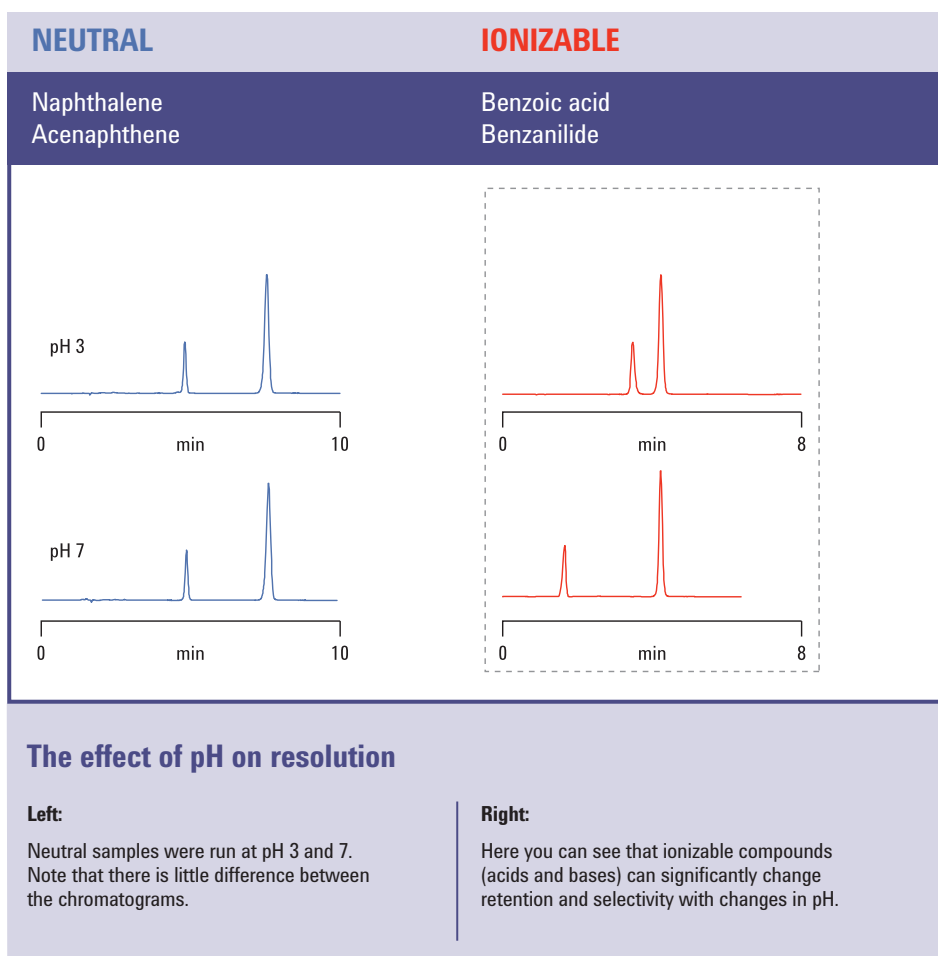 NEUTRAL
IONIZABLE
Naphthalene
Acenaphthene
Benzoic acid
Benzanilide
pH 3
0 min 10
0 min 8
pH 7
0 min 10
0 min 8
The effect of pH on resolution
Left:
Neutral samples were run at pH 3 and 7.
Note that there is little difference between
the chromatograms.
Right:
Here you can see that ionizable compounds
(acids and bases) can significantly change
retention and selectivity with changes in pH.